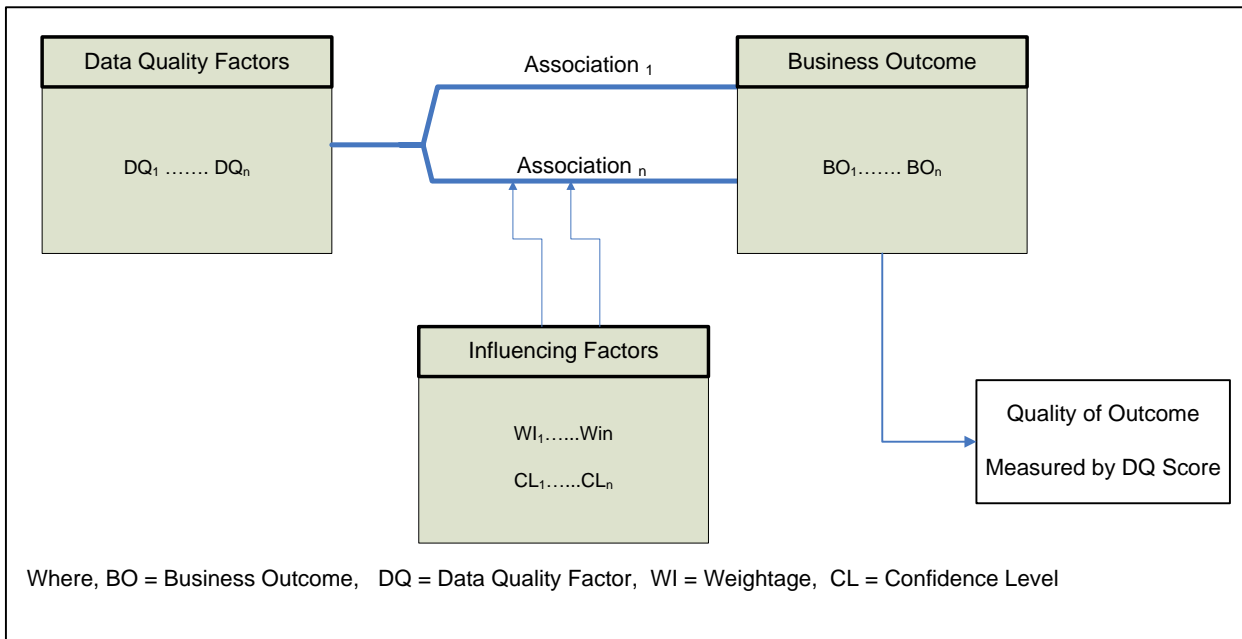 Data Quality Factors
DQ₁ ……. DQₙ
Association ₁
Association ₙ
Business Outcome
BO₁……. BOₙ
Influencing Factors
WI₁…...Win
CL₁…...CLₙ
Quality of Outcome
Measured by DQ Score
Where, BO = Business Outcome, DQ = Data Quality Factor, WI = Weightage, CL = Confidence Level